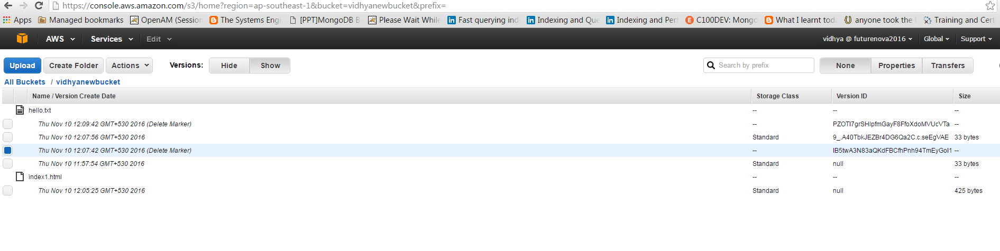 https://console.aws.amazon.com/s3/home?region=ap-southeast-1&bucket=vidhyanewbucket&prefix=
Apps Managed bookmarks OpenAM (Session The Systems Engi [PPT]MongoDB B Please Wait While Fast querying ind Indexing and Que Indexing and Perf C100DEV: Mongo What I learnt toda anyone took the Training and Cert
AWS Services Edit vidhya @ futurenova2016 Global Support
Upload Create Folder Actions Versions: Hide Show Search by prefix None Properties Transfers
All Buckets / vidhyanewbucket
Name / Version Create Date Storage Class Version ID Size
hello.txt -- -- --
Thu Nov 10 12:09:42 GMT+530 2016 (Delete Marker) -- PZOTI7grSHlpfmGayF8FfoXdoMVUcVTa --
Thu Nov 10 12:07:56 GMT+530 2016 Standard 9_.A40TbkJEZBr4DG6Qa2C.c.seEgVAE 33 bytes
Thu Nov 10 12:07:42 GMT+530 2016 (Delete Marker) -- IB5twA3N83aQKdFBCfhPnh94TmEyGoI1 --
Thu Nov 10 11:57:54 GMT+530 2016 Standard null 33 bytes
index1.html -- -- --
Thu Nov 10 12:05:25 GMT+530 2016 Standard null 425 bytes